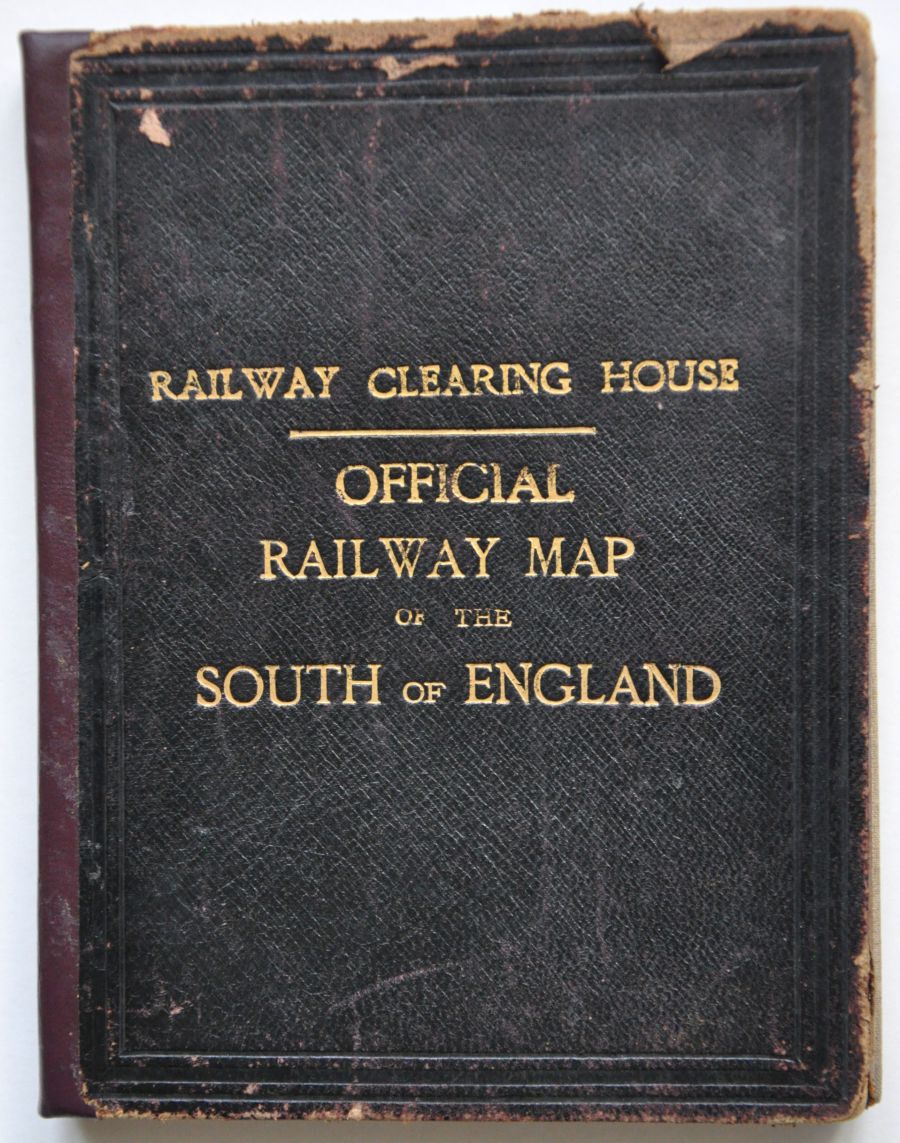 RAILWAY CLEARING HOUSE
OFFICIAL
RAILWAY MAP
OF THE
SOUTH OF ENGLAND